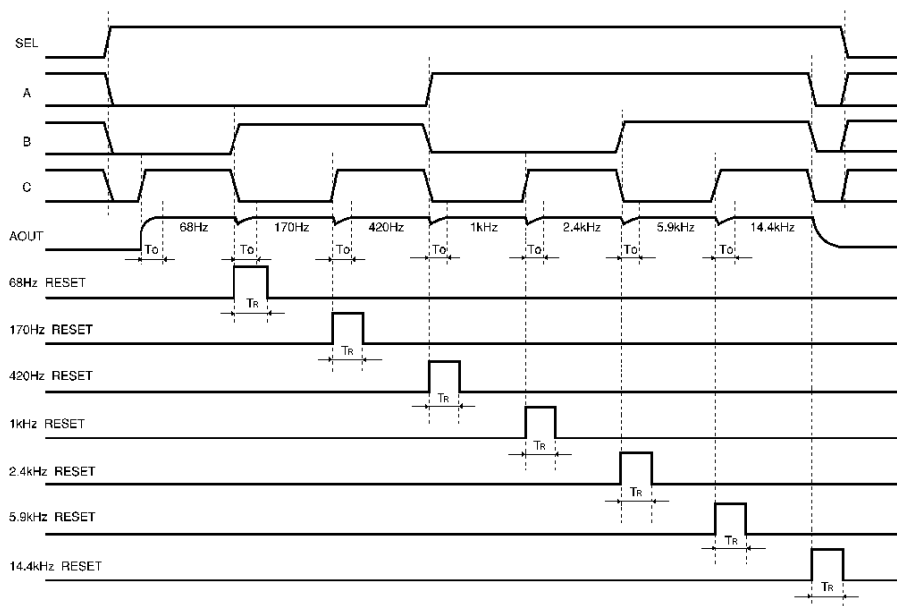 SEL
A
B
C
AOUT
68Hz 170Hz 420Hz 1kHz 2.4kHz 5.9kHz 14.4kHz
To To To To To To To
68Hz RESET
TR
170Hz RESET
TR
420Hz RESET
TR
1kHz RESET
TR
2.4kHz RESET
TR
5.9kHz RESET
TR
14.4kHz RESET
TR